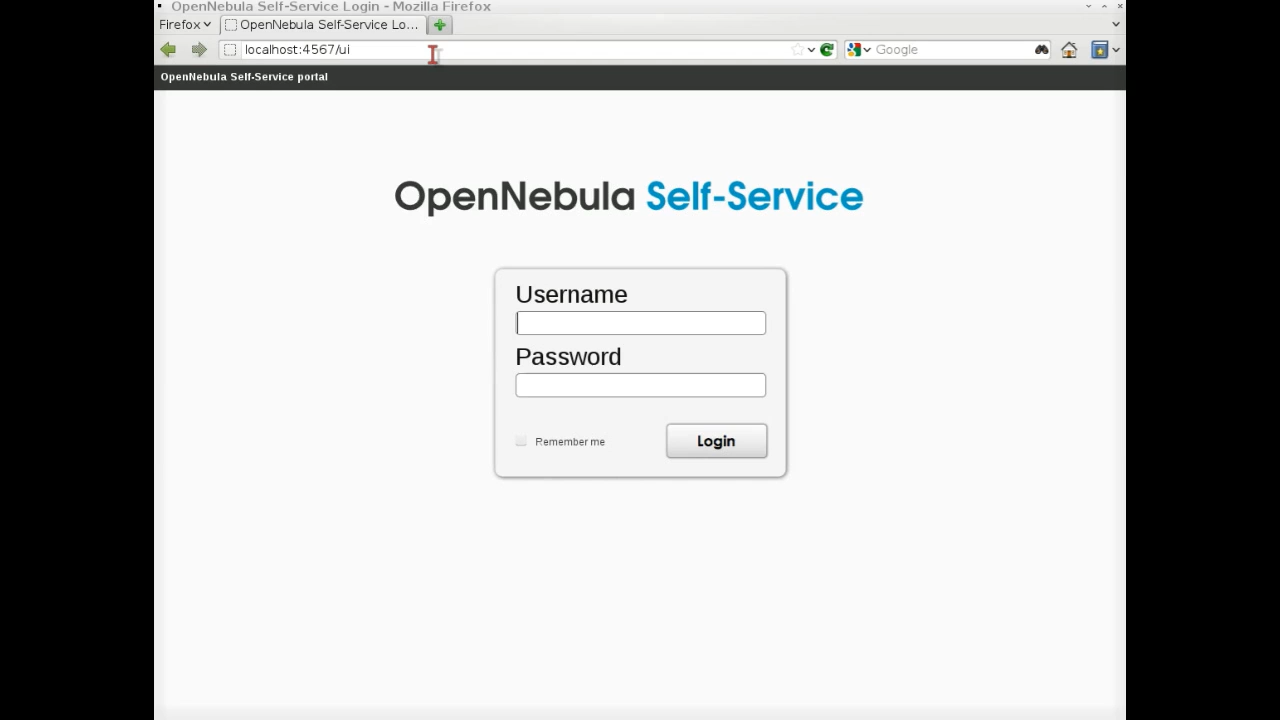 OpenNebula Self-Service Login - Mozilla Firefox
Firefox
OpenNebula Self-Service Lo...
localhost:4567/ui
Google
OpenNebula Self-Service portal
OpenNebula Self-Service
Username
Password
Remember me
Login